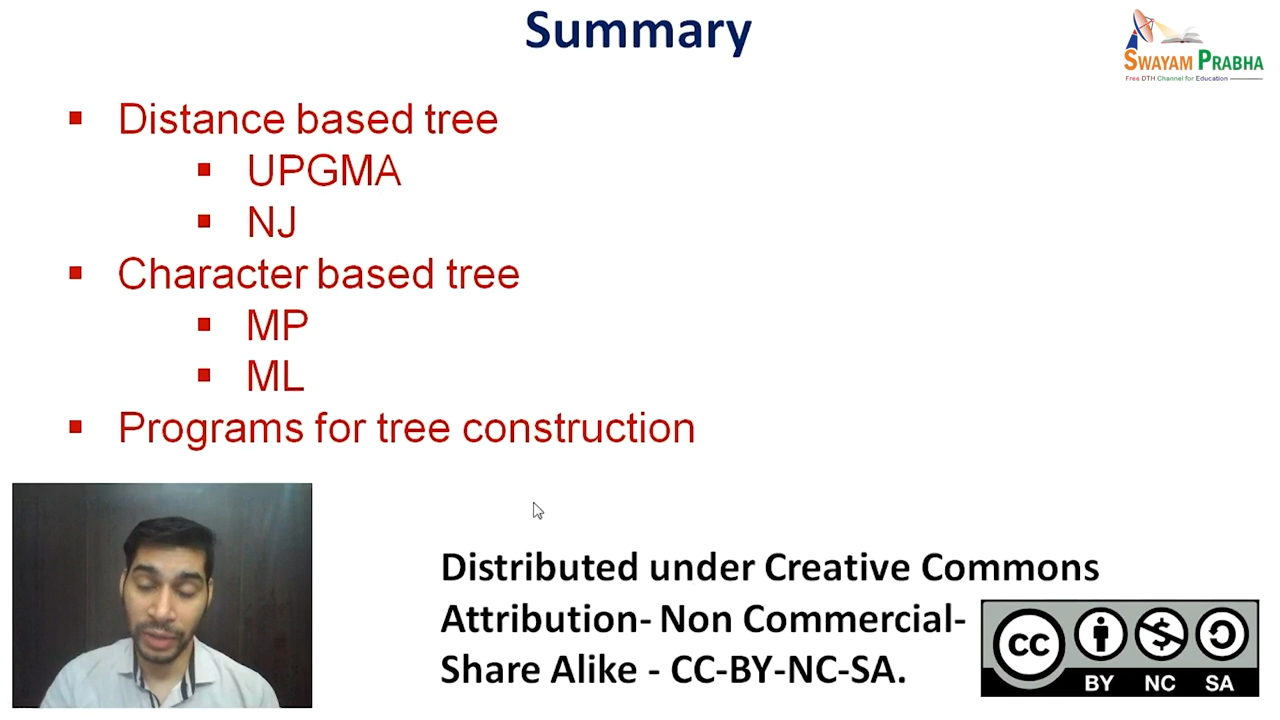 Summary
SWAYAM PRABHA
Free DTH Channel for Education
Distance based tree
UPGMA
NJ
Character based tree
MP
ML
Programs for tree construction
Distributed under Creative Commons
Attribution- Non Commercial-
Share Alike - CC-BY-NC-SA.
cc
BY NC SA